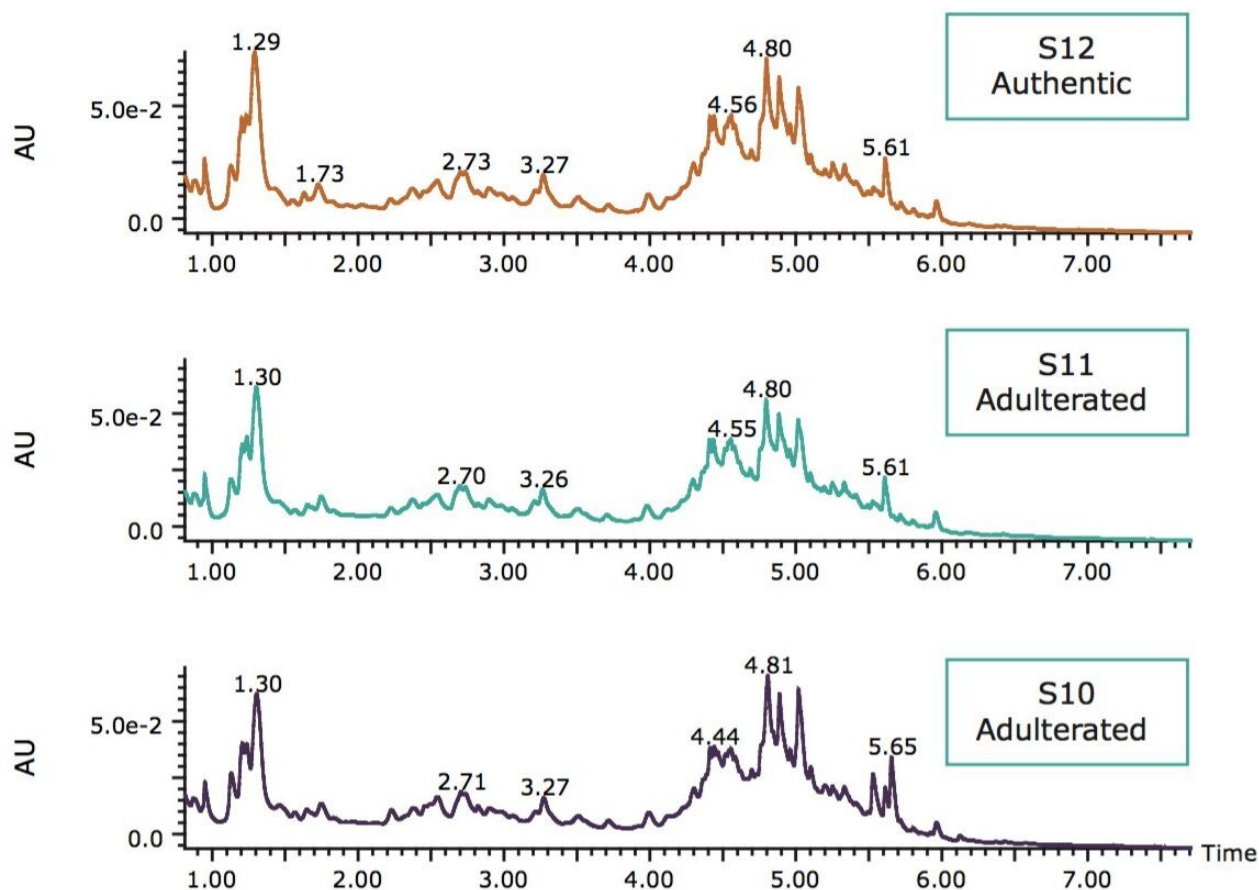 S12
Authentic
AU
5.0e-2
0.0
1.29
1.73
2.73
3.27
4.56
4.80
5.61
1.00 2.00 3.00 4.00 5.00 6.00 7.00
S11
Adulterated
AU
5.0e-2
0.0
1.30
2.70
3.26
4.55
4.80
5.61
1.00 2.00 3.00 4.00 5.00 6.00 7.00
S10
Adulterated
AU
5.0e-2
0.0
1.30
2.71
3.27
4.44
4.81
5.65
Time
1.00 2.00 3.00 4.00 5.00 6.00 7.00